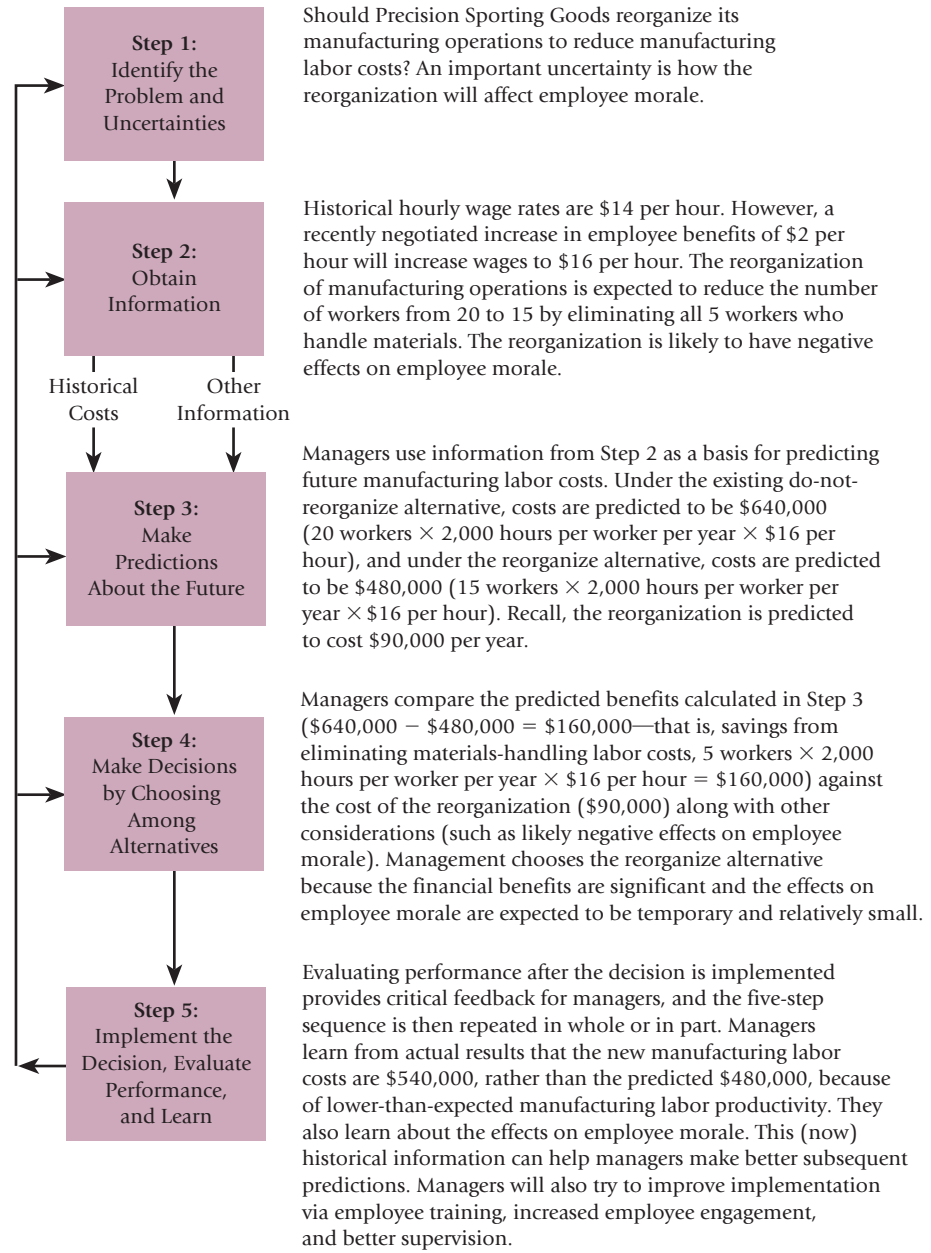 Step 1:
Identify the
Problem and
Uncertainties
Should Precision Sporting Goods reorganize its
manufacturing operations to reduce manufacturing
labor costs? An important uncertainty is how the
reorganization will affect employee morale.
Step 2:
Obtain
Information
Historical hourly wage rates are $14 per hour. However, a
recently negotiated increase in employee benefits of $2 per
hour will increase wages to $16 per hour. The reorganization
of manufacturing operations is expected to reduce the number
of workers from 20 to 15 by eliminating all 5 workers who
handle materials. The reorganization is likely to have negative
effects on employee morale.
Historical
Costs
Other
Information
Step 3:
Make
Predictions
About the Future
Managers use information from Step 2 as a basis for predicting
future manufacturing labor costs. Under the existing do-not-
reorganize alternative, costs are predicted to be $640,000
(20 workers × 2,000 hours per worker per year × $16 per
hour), and under the reorganize alternative, costs are predicted
to be $480,000 (15 workers × 2,000 hours per worker per
year × $16 per hour). Recall, the reorganization is predicted
to cost $90,000 per year.
Step 4:
Make Decisions
by Choosing
Among
Alternatives
Managers compare the predicted benefits calculated in Step 3
($640,000 − $480,000 = $160,000—that is, savings from
eliminating materials-handling labor costs, 5 workers × 2,000
hours per worker per year × $16 per hour = $160,000) against
the cost of the reorganization ($90,000) along with other
considerations (such as likely negative effects on employee
morale). Management chooses the reorganize alternative
because the financial benefits are significant and the effects on
employee morale are expected to be temporary and relatively small.
Step 5:
Implement the
Decision, Evaluate
Performance,
and Learn
Evaluating performance after the decision is implemented
provides critical feedback for managers, and the five-step
sequence is then repeated in whole or in part. Managers
learn from actual results that the new manufacturing labor
costs are $540,000, rather than the predicted $480,000, because
of lower-than-expected manufacturing labor productivity. They
also learn about the effects on employee morale. This (now)
historical information can help managers make better subsequent
predictions. Managers will also try to improve implementation
via employee training, increased employee engagement,
and better supervision.